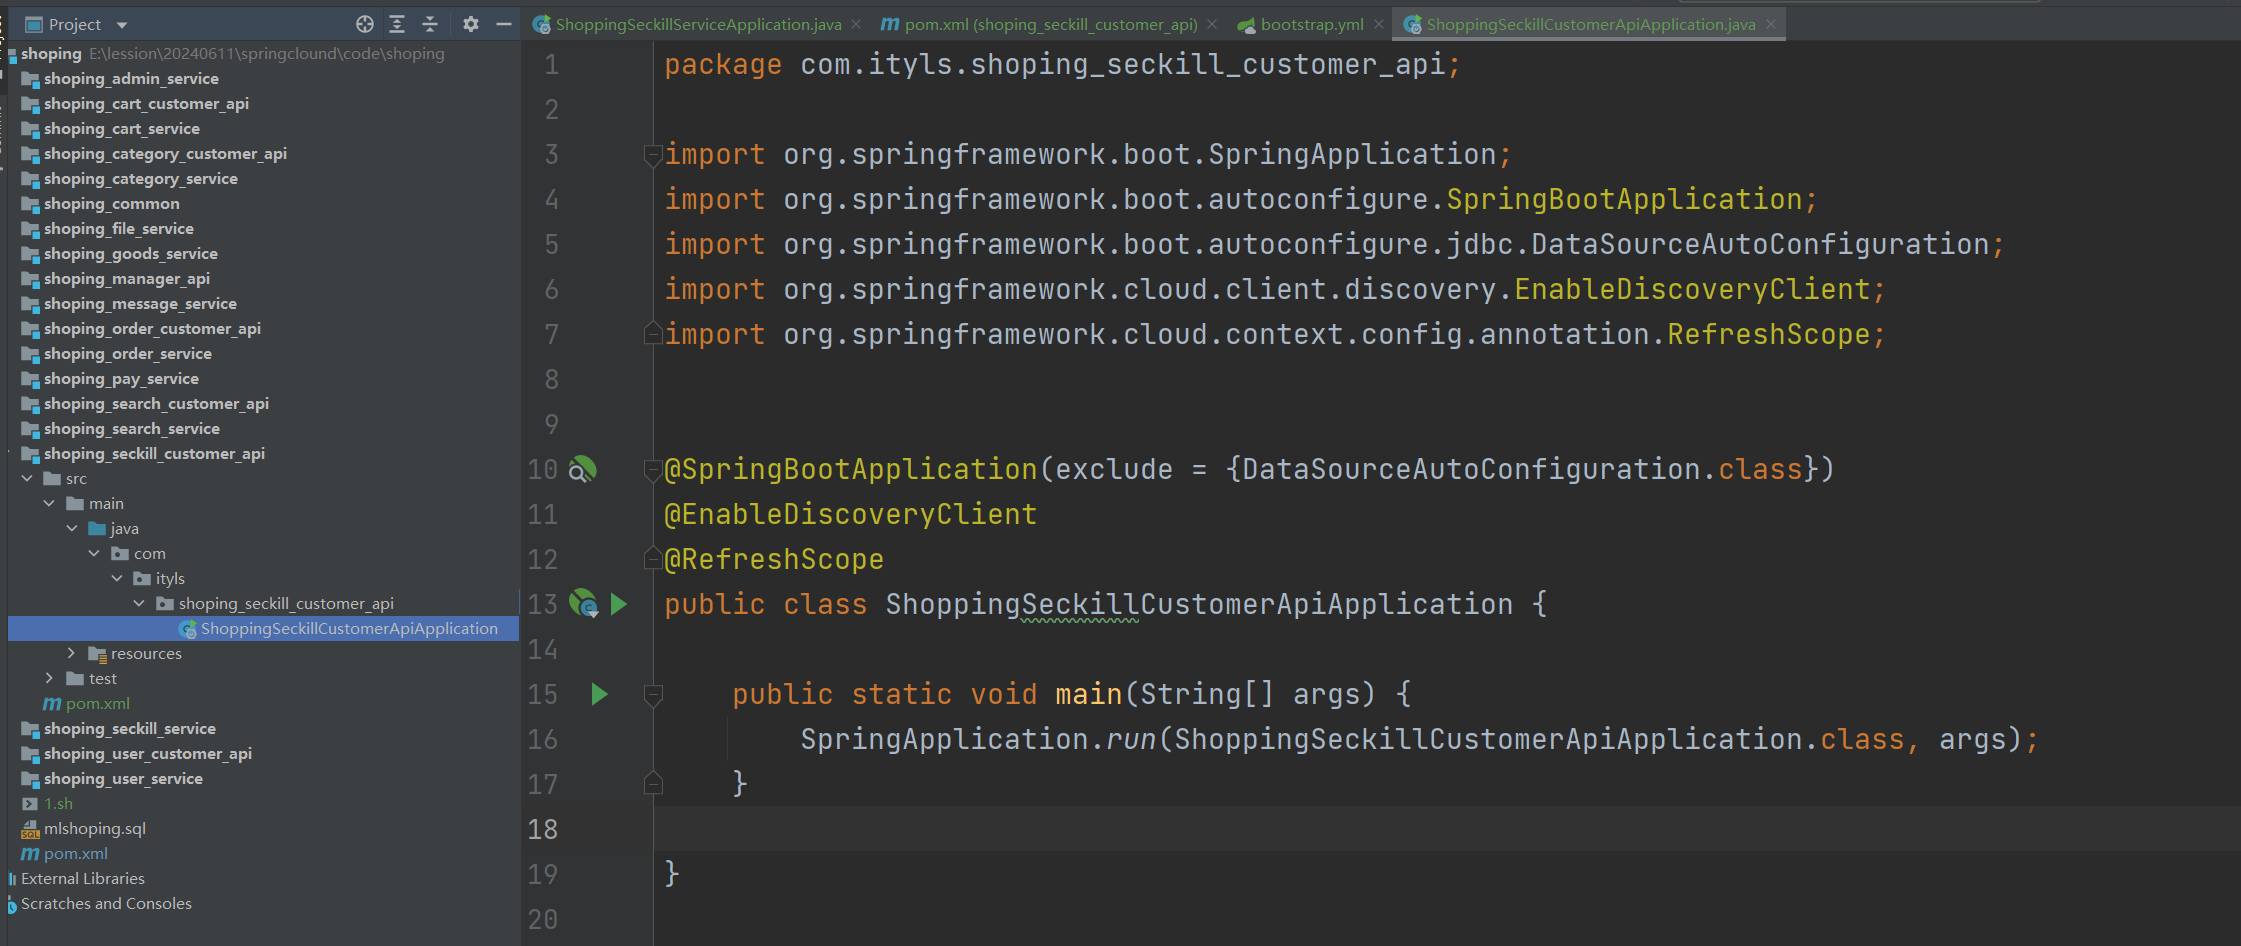 Project
ShoppingSeckillServiceApplication.java
pom.xml (shoping_seckill_customer_api)
bootstrap.yml
ShoppingSeckillCustomerApiApplication.java
shoping E:\lession\20240611\springclound\code\shoping
shoping_admin_service
shoping_cart_customer_api
shoping_cart_service
shoping_category_customer_api
shoping_category_service
shoping_common
shoping_file_service
shoping_goods_service
shoping_manager_api
shoping_message_service
shoping_order_customer_api
shoping_order_service
shoping_pay_service
shoping_search_customer_api
shoping_search_service
shoping_seckill_customer_api
src
main
java
com
ityls
shoping_seckill_customer_api
ShoppingSeckillCustomerApiApplication
resources
test
pom.xml
shoping_seckill_service
shoping_user_customer_api
shoping_user_service
1.sh
mlshoping.sql
pom.xml
External Libraries
Scratches and Consoles
1 package com.ityls.shoping_seckill_customer_api;
2
3 import org.springframework.boot.SpringApplication;
4 import org.springframework.boot.autoconfigure.SpringBootApplication;
5 import org.springframework.boot.autoconfigure.jdbc.DataSourceAutoConfiguration;
6 import org.springframework.cloud.client.discovery.EnableDiscoveryClient;
7 import org.springframework.cloud.context.config.annotation.RefreshScope;
8
9
10 @SpringBootApplication(exclude = {DataSourceAutoConfiguration.class})
11 @EnableDiscoveryClient
12 @RefreshScope
13 public class ShoppingSeckillCustomerApiApplication {
14
15 public static void main(String[] args) {
16 SpringApplication.run(ShoppingSeckillCustomerApiApplication.class, args);
17 }
18
19 }
20